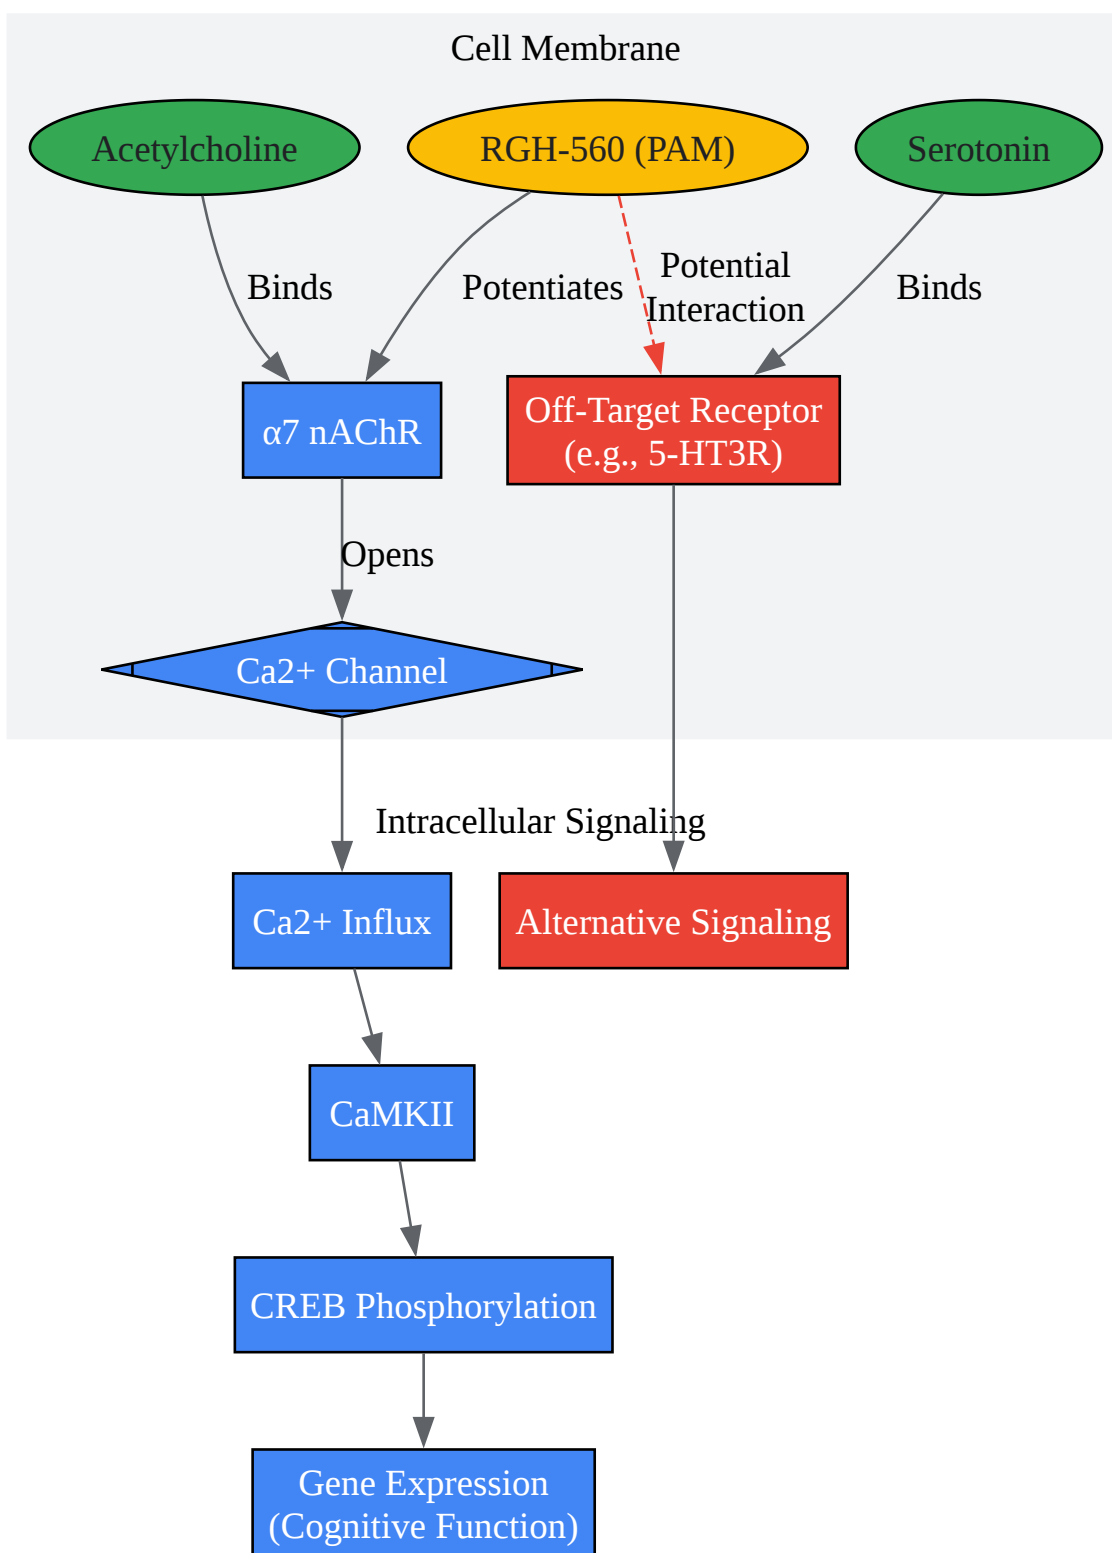 Cell Membrane
Acetylcholine
RGH-560 (PAM)
Serotonin
Binds
Potentiates
Potential
Interaction
Binds
α7 nAChR
Off-Target Receptor
(e.g., 5-HT3R)
Opens
Ca2+ Channel
Intracellular Signaling
Ca2+ Influx
Alternative Signaling
CaMKII
CREB Phosphorylation
Gene Expression
(Cognitive Function)